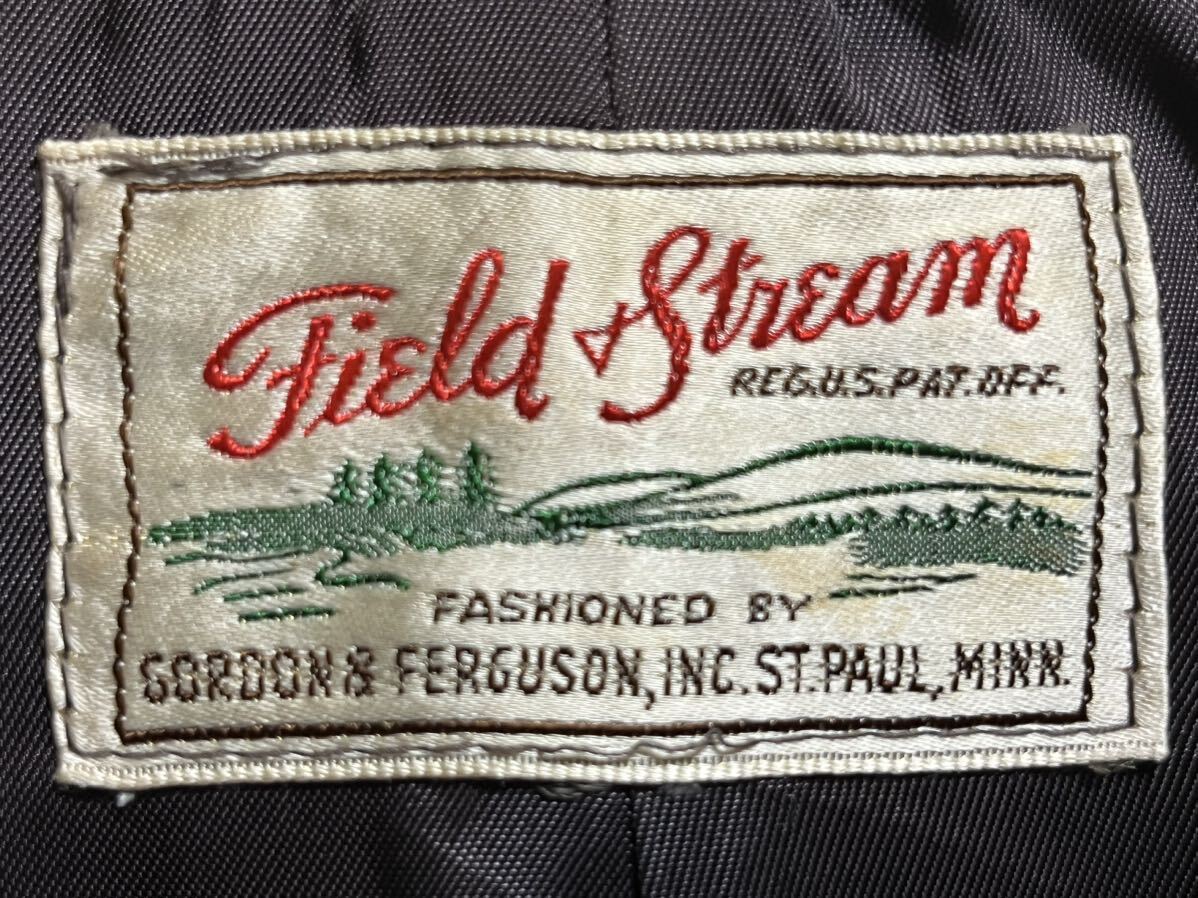 Field & Stream
REG.U.S.PAT.OFF.
FASHIONED BY
GORDON & FERGUSON, INC. ST. PAUL, MINN.